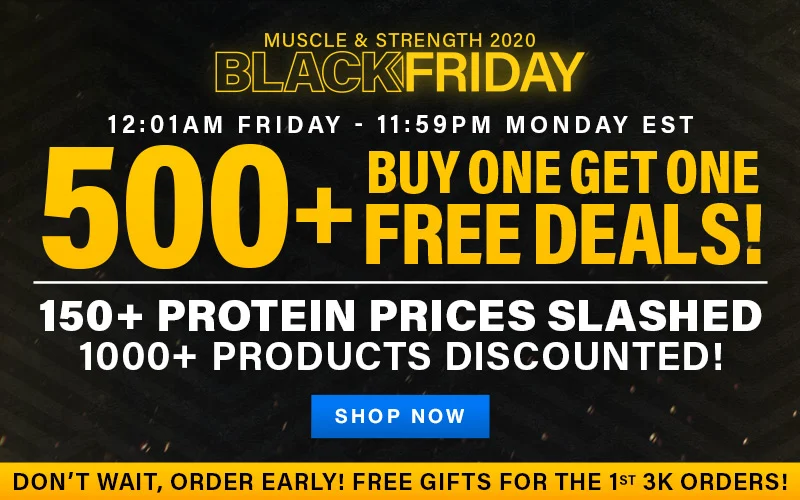 MUSCLE & STRENGTH 2020
BLACKFRIDAY
12:01AM FRIDAY - 11:59PM MONDAY EST
500+ BUY ONE GET ONE
FREE DEALS!
150+ PROTEIN PRICES SLASHED
1000+ PRODUCTS DISCOUNTED!
SHOP NOW
DON'T WAIT, ORDER EARLY! FREE GIFTS FOR THE 1ST 3K ORDERS!